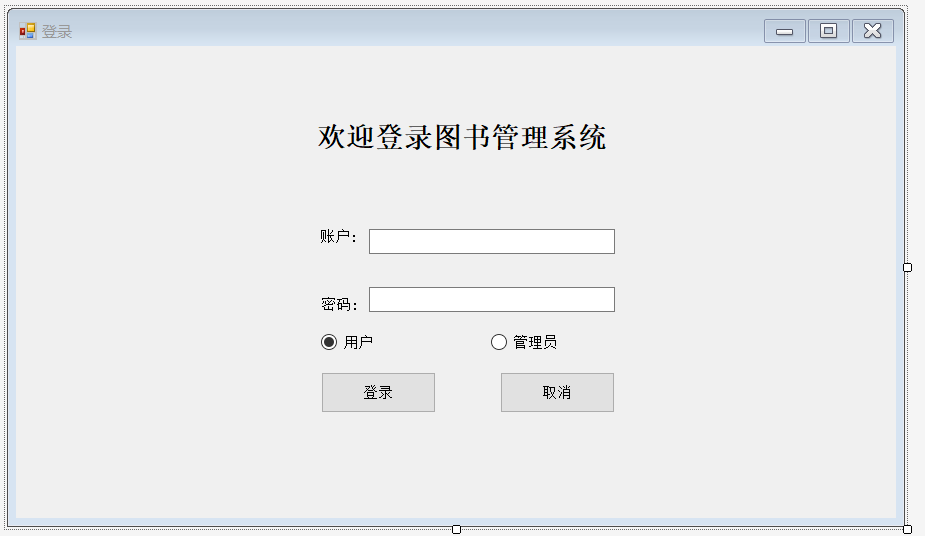 登录
欢迎登录图书管理系统
账户：
密码：
用户 管理员
登录 取消